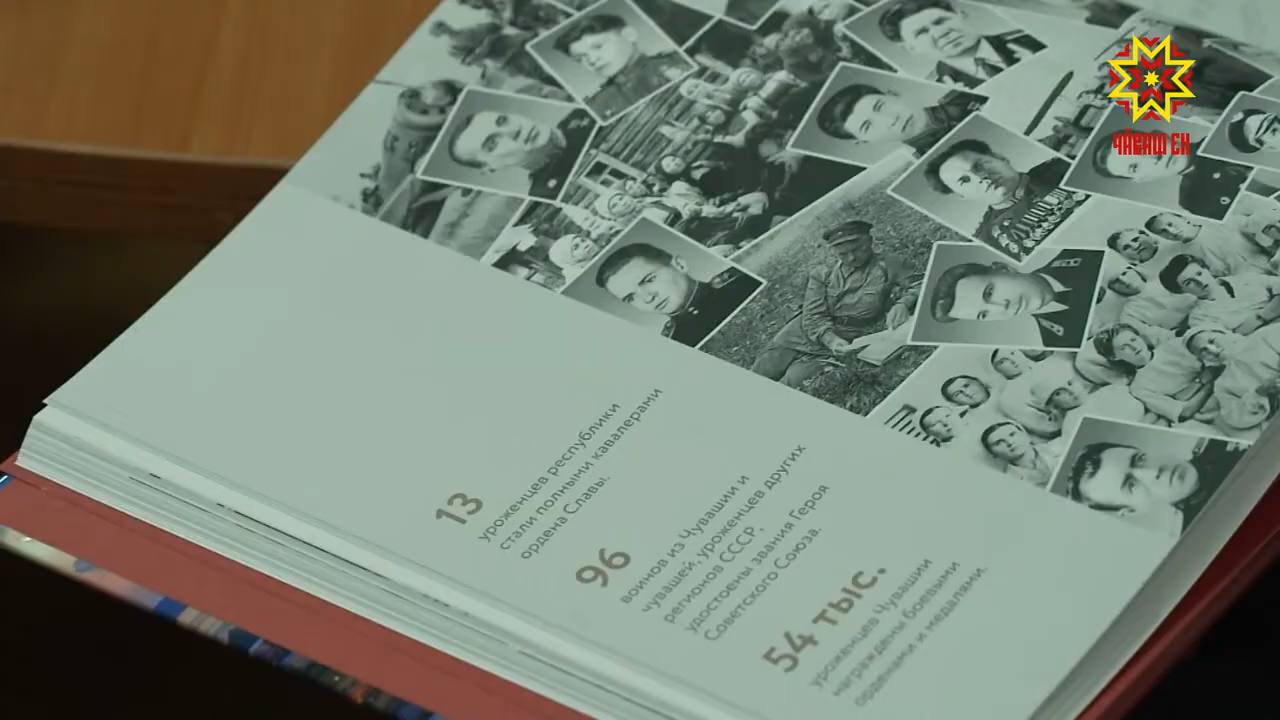 ЧӐВАШ ЕН
13
уроженцев республики
стали полными кавалерами
ордена Славы.
96
воинов из Чувашии и
чувашей, уроженцев других
регионов СССР,
удостоены звания Героя
Советского Союза.
54 тыс.
уроженцев Чувашии
награждены боевыми
орденами и медалями.